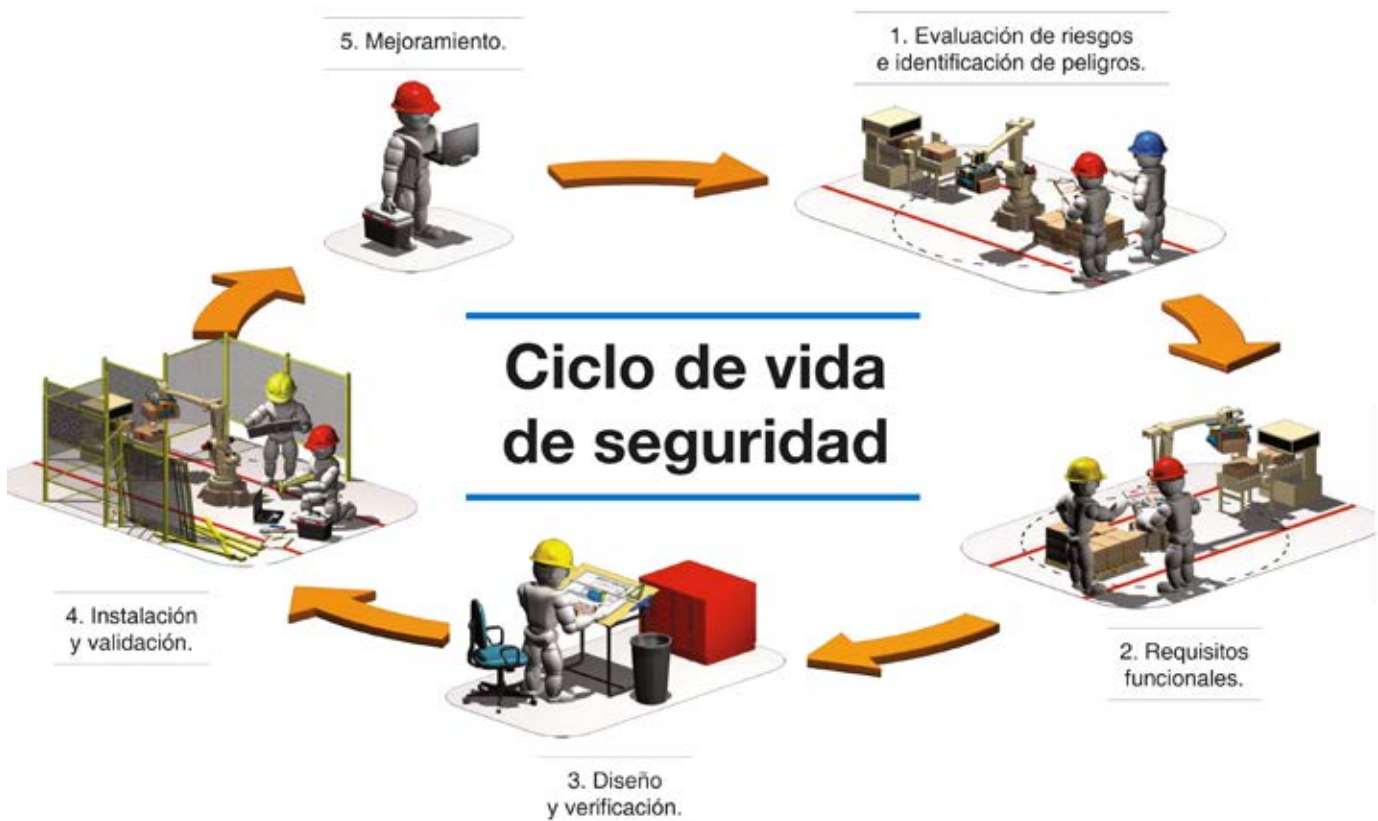 5. Mejoramiento.
1. Evaluación de riesgos
e identificación de peligros.
Ciclo de vida
de seguridad
4. Instalación
y validación.
2. Requisitos
funcionales.
3. Diseño
y verificación.